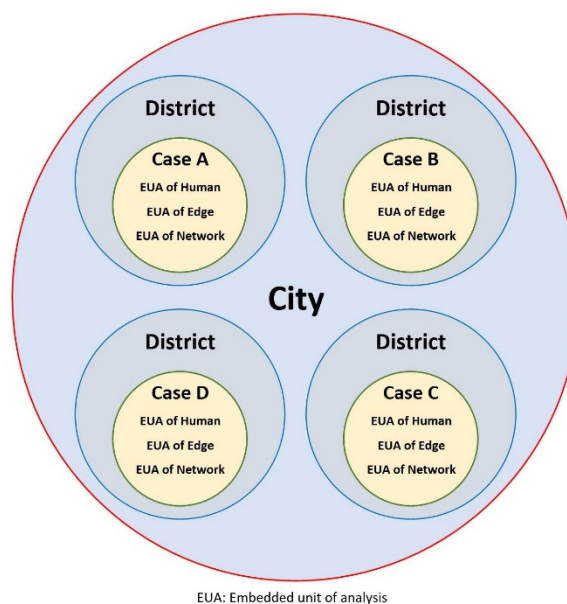 District
Case A
EUA of Human
EUA of Edge
EUA of Network
District
Case B
EUA of Human
EUA of Edge
EUA of Network
City
District
Case D
EUA of Human
EUA of Edge
EUA of Network
District
Case C
EUA of Human
EUA of Edge
EUA of Network
EUA: Embedded unit of analysis